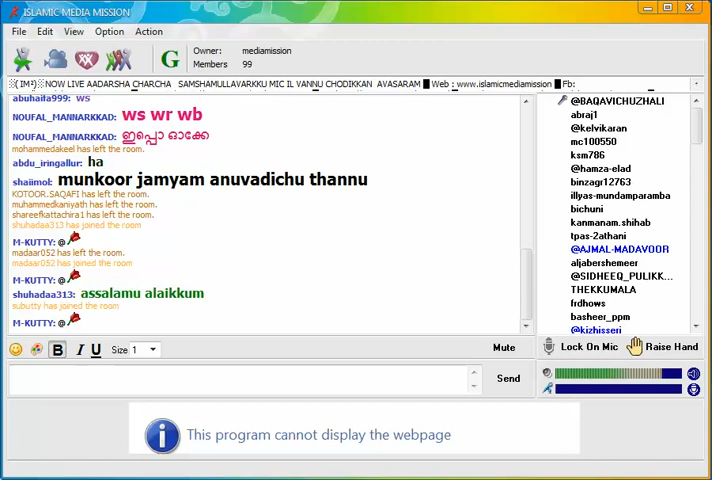 ISLAMIC MEDIA MISSION
File Edit View Option Action
G Owner: mediamission
Members 99
:::( IM²) NOW LIVE AADARSHA CHARCHA SAMSHAMULLAVARKKU MIC IL VANNU CHODIKKAN AVASARAM Web : www.islamicmediamission Fb:
abuhaifa999: ws
NOUFAL_MANNARKKAD: ws wr wb
NOUFAL_MANNARKKAD: ഇപ്പൊ ഓക്കേ
mohammedakeel has left the room.
abdu_iringallur: ha
shaiimol: munkoor jamyam anuvadichu thannu
KOTOOR.SAQAFI has left the room.
muhammedkaniyath has left the room.
shareefkattachira1 has left the room.
shuhadaa313 has joined the room
M-KUTTY: @
madaar052 has left the room.
madaar052 has joined the room
M-KUTTY: @
shuhadaa313: assalamu alaikkum
subutty has joined the room
M-KUTTY: @
@BAQAVICHUZHALI
abraj1
@kelvikaran
mc100550
ksm786
@hamza-elad
binzagr12763
illyas-mundamparamba
bichuni
kanmanam.shihab
tpas-2athani
@AJMAL-MADAVOOR
aljabershemeer
@SIDHEEQ_PULIKK...
THEKKUMALA
frdhows
basheer_ppm
@kizhisseri
B I U Size 1 Mute
Lock On Mic Raise Hand
Send
This program cannot display the webpage